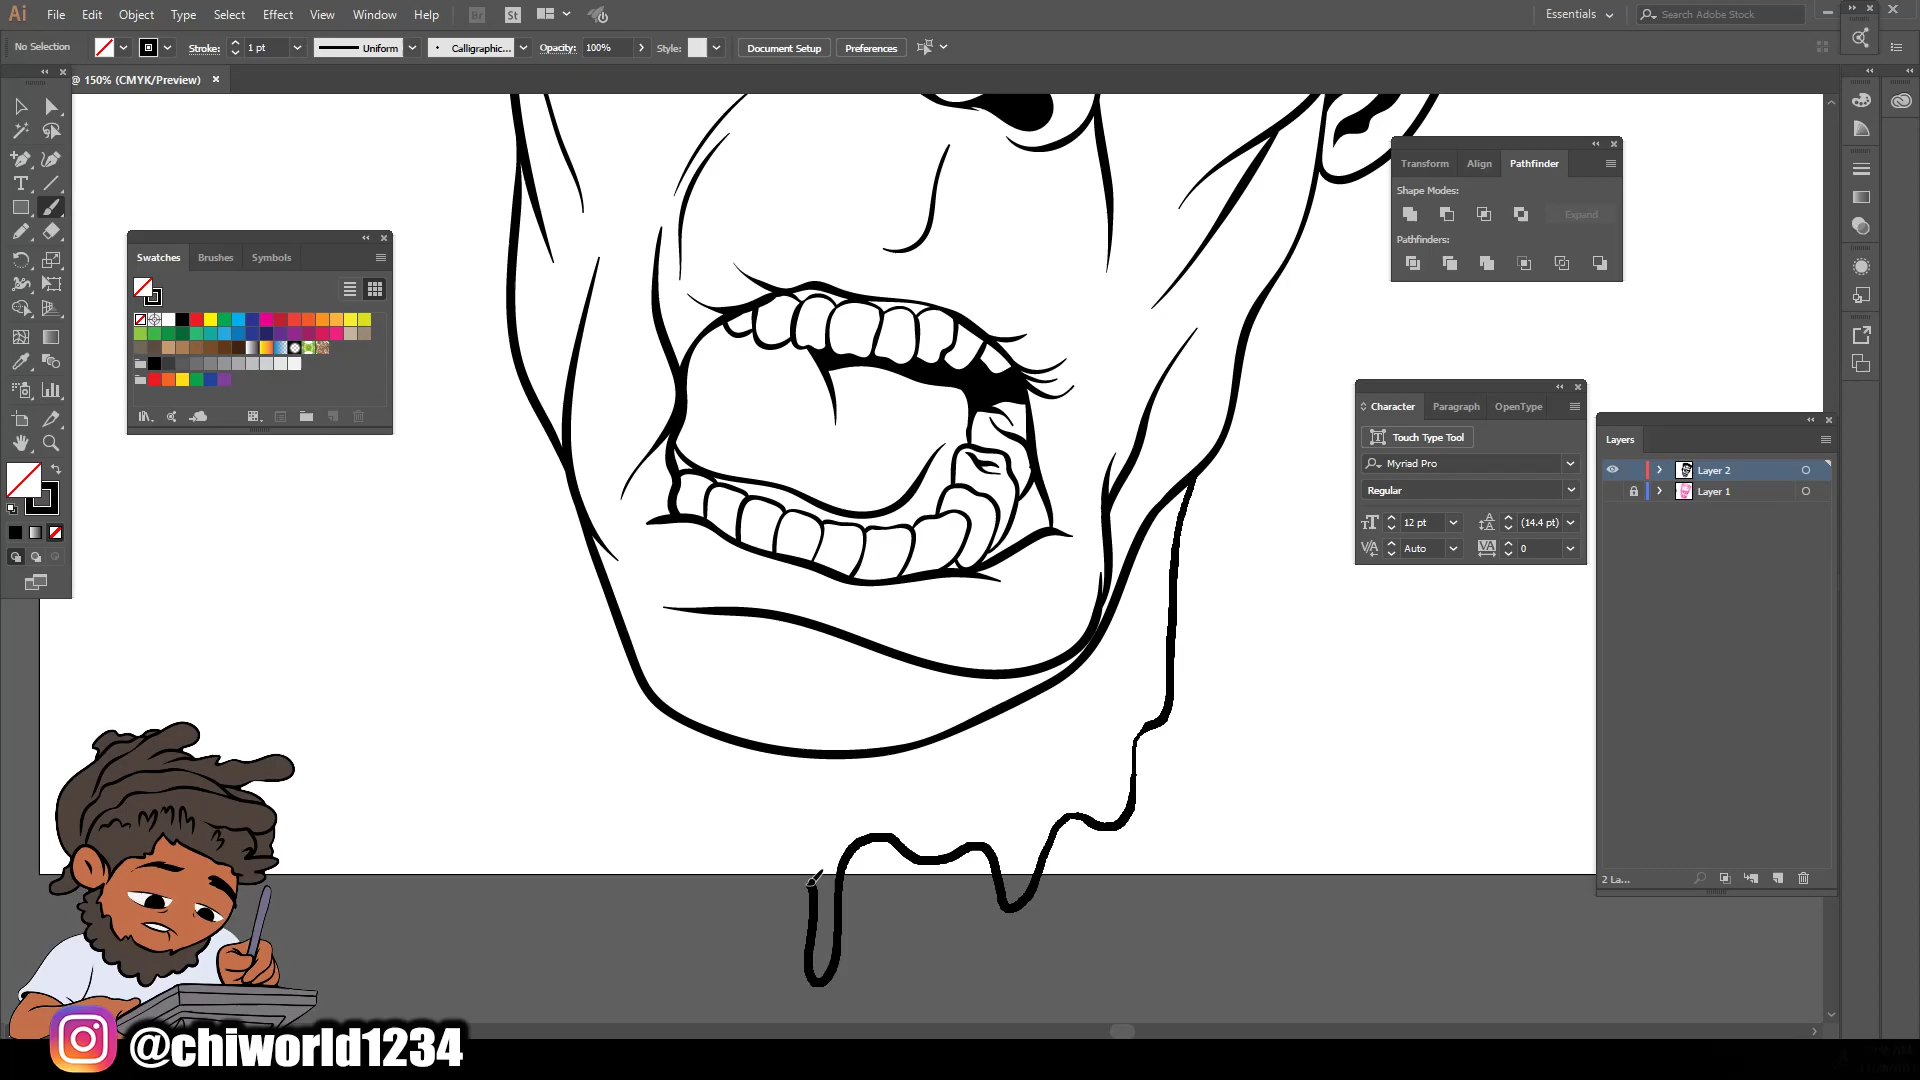 Ai File Edit Object Type Select Effect View Window Help Br St Essentials Search Adobe Stock
No Selection Stroke: 1 pt Uniform Calligraphic... Opacity: 100% Style: Document Setup Preferences
@ 150% (CMYK/Preview)
Transform Align Pathfinder
Shape Modes:
Expand
Pathfinders:
Swatches Brushes Symbols
Character Paragraph OpenType
Touch Type Tool
Myriad Pro
Regular
12 pt (14.4 pt)
Auto 0
Layers
Layer 2
Layer 1
2 La...
@chiworld1234